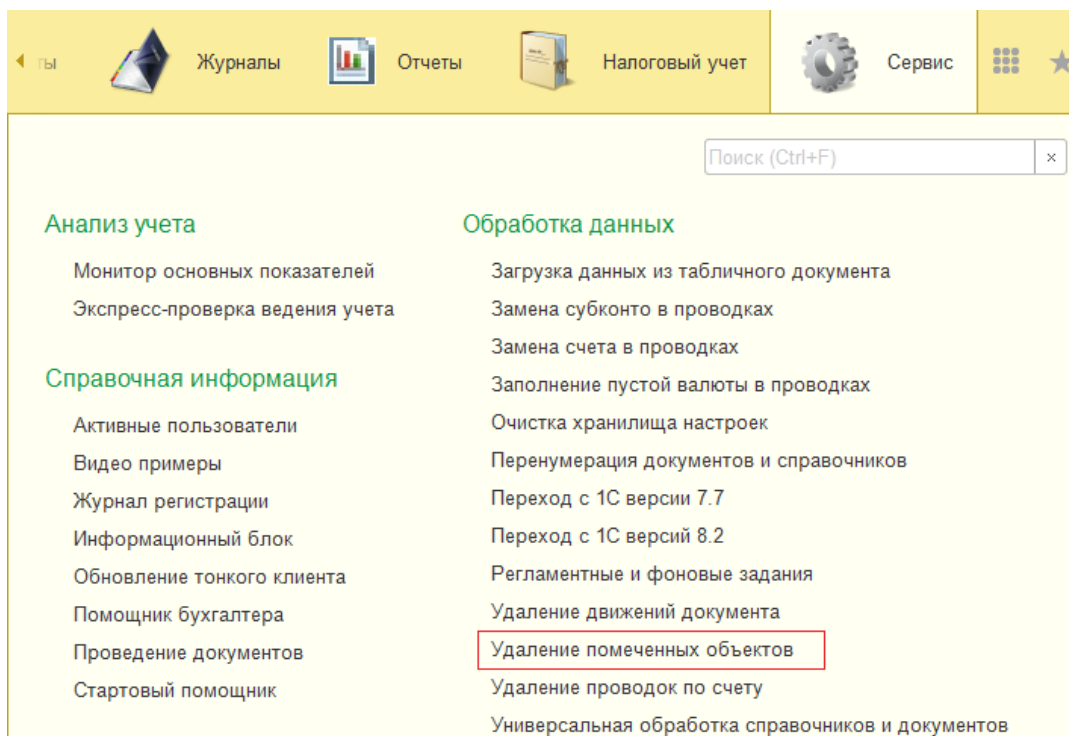 ты Журналы Отчеты Налоговый учет Сервис
Поиск (Ctrl+F)
Анализ учета
Монитор основных показателей
Экспресс-проверка ведения учета
Справочная информация
Активные пользователи
Видео примеры
Журнал регистрации
Информационный блок
Обновление тонкого клиента
Помощник бухгалтера
Проведение документов
Стартовый помощник
Обработка данных
Загрузка данных из табличного документа
Замена субконто в проводках
Замена счета в проводках
Заполнение пустой валюты в проводках
Очистка хранилища настроек
Перенумерация документов и справочников
Переход с 1С версии 7.7
Переход с 1С версий 8.2
Регламентные и фоновые задания
Удаление движений документа
Удаление помеченных объектов
Удаление проводок по счету
Универсальная обработка справочников и документов